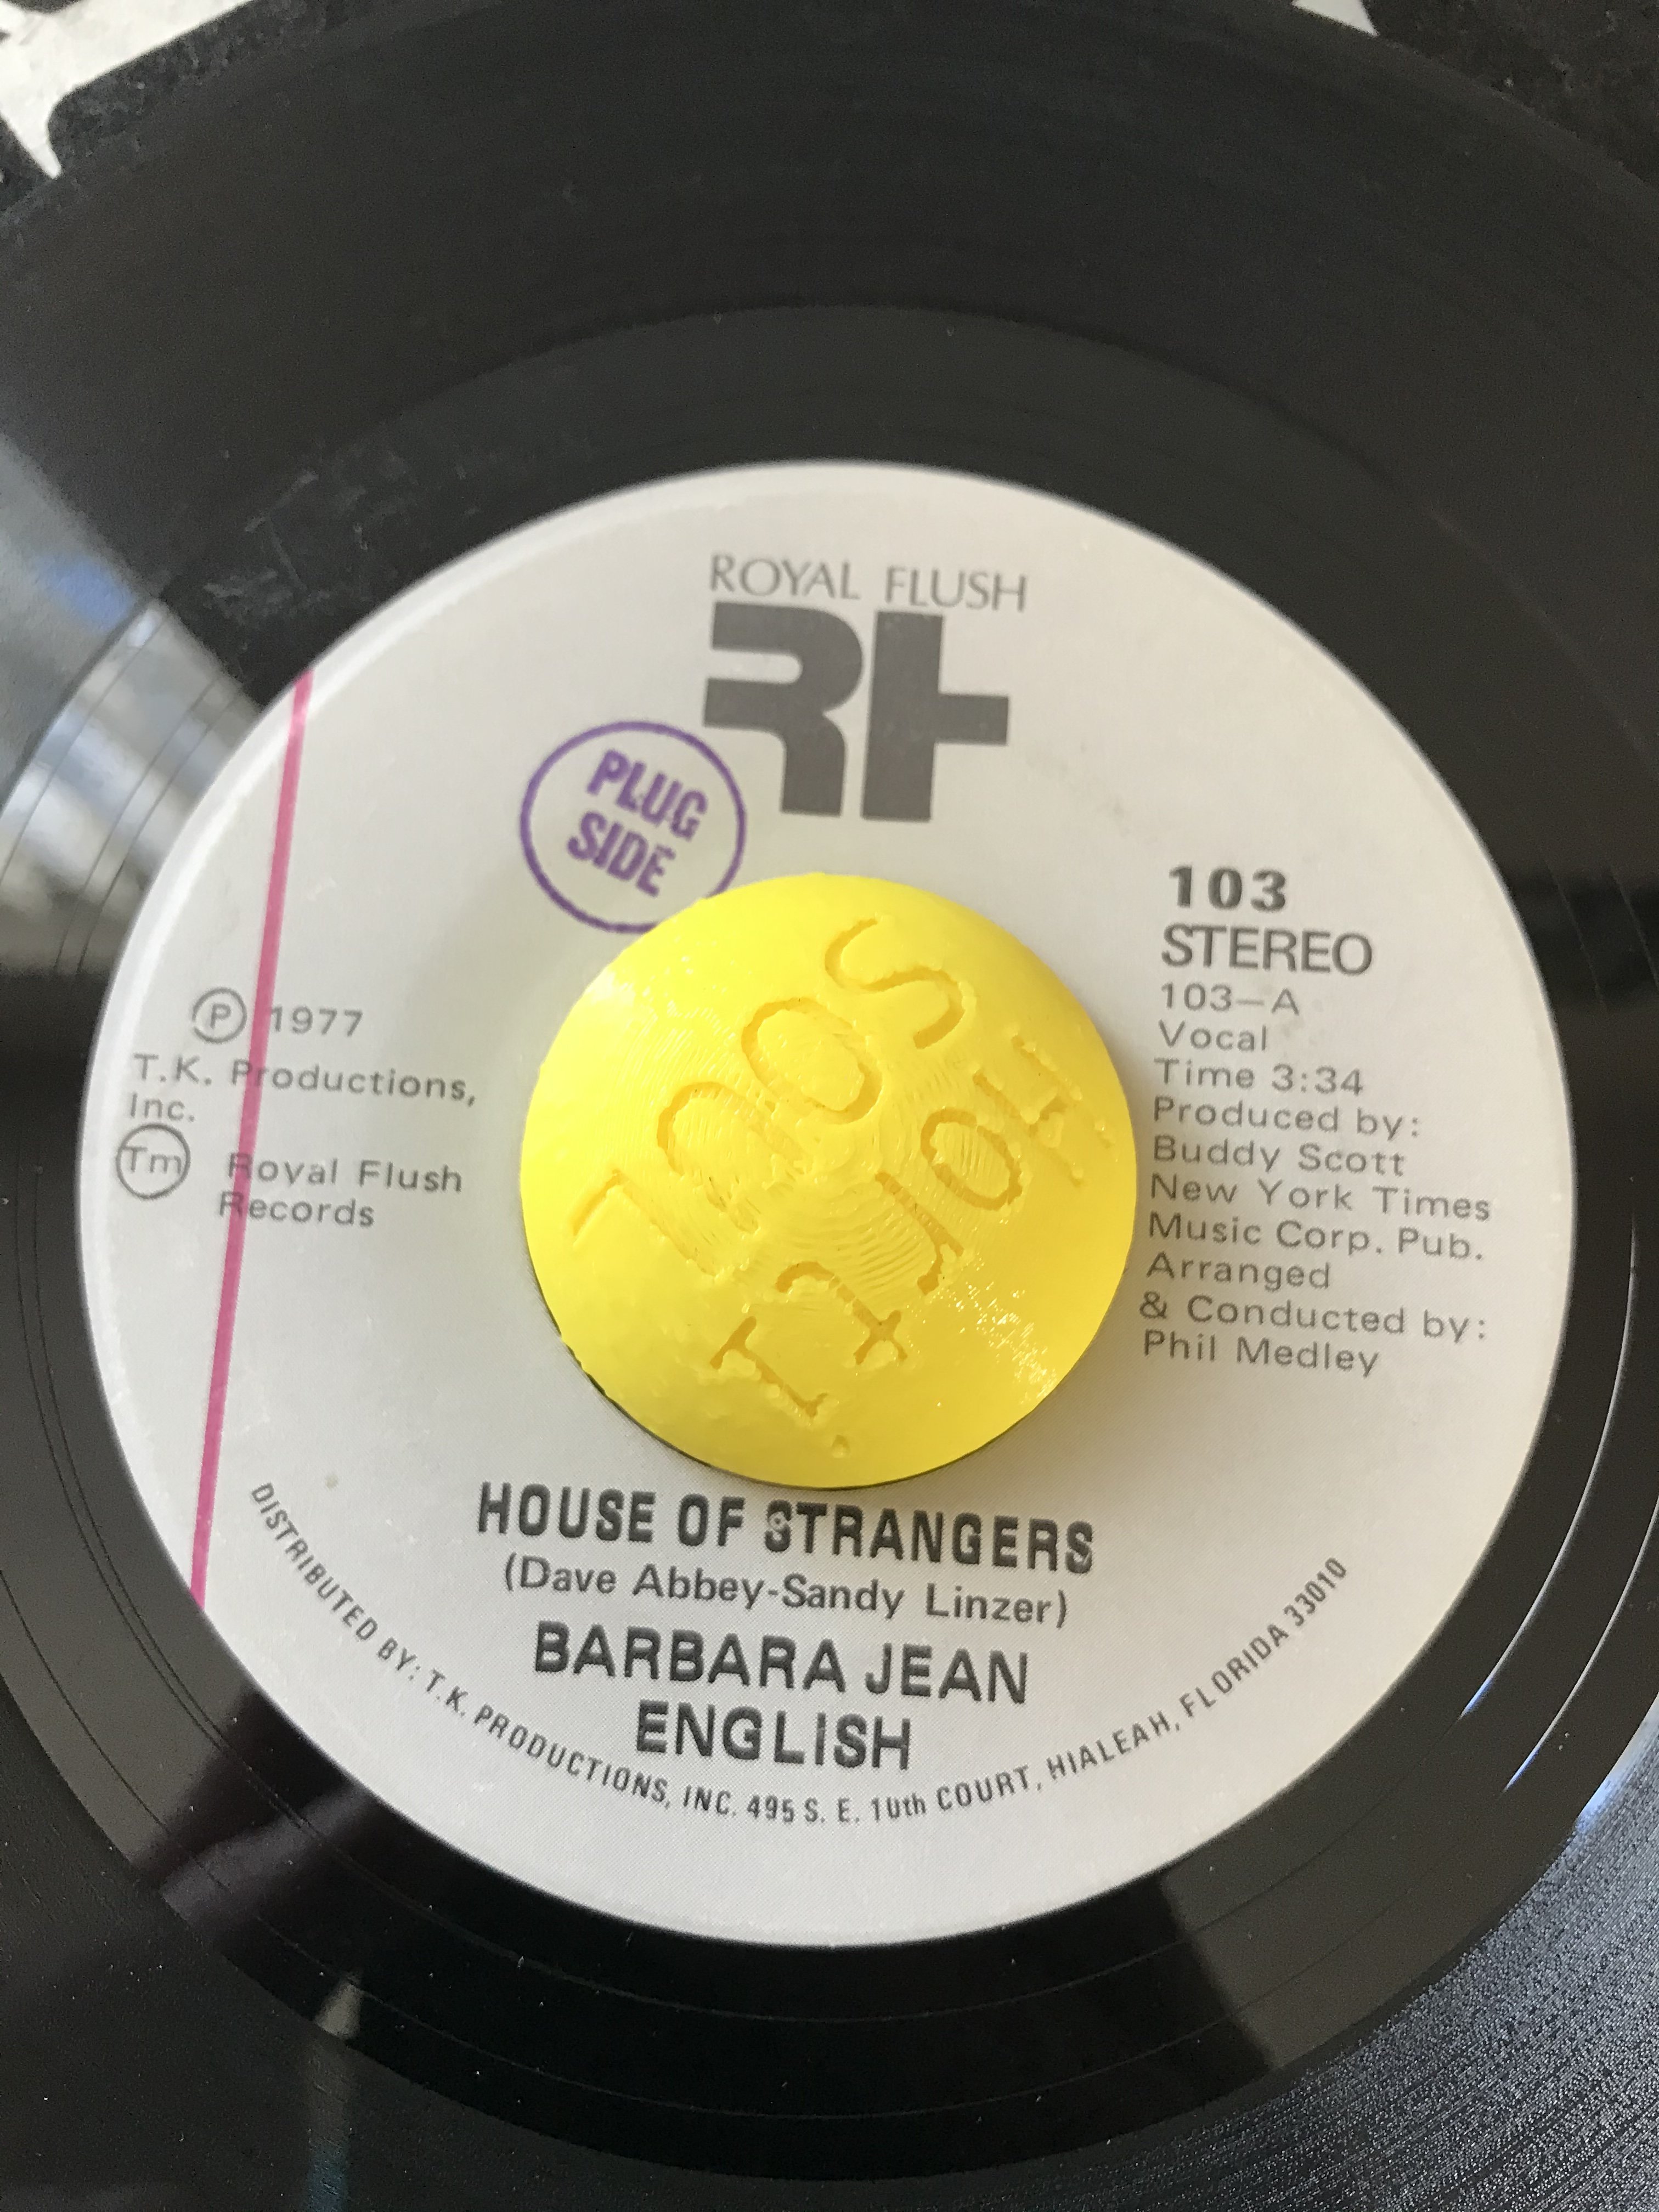 ROYAL FLUSH
RF
PLUG
SIDE
103
STEREO
103-A
Vocal
Time 3:34
Produced by:
Buddy Scott
New York Times
Music Corp. Pub.
Arranged
& Conducted by:
Phil Medley
Ⓟ 1977
T.K. Productions,
Inc.
Tm Royal Flush
Records
HOUSE OF STRANGERS
(Dave Abbey-Sandy Linzer)
BARBARA JEAN
ENGLISH
DISTRIBUTED BY: T.K. PRODUCTIONS, INC. 495 S. E. 10th COURT, HIALEAH, FLORIDA 33010